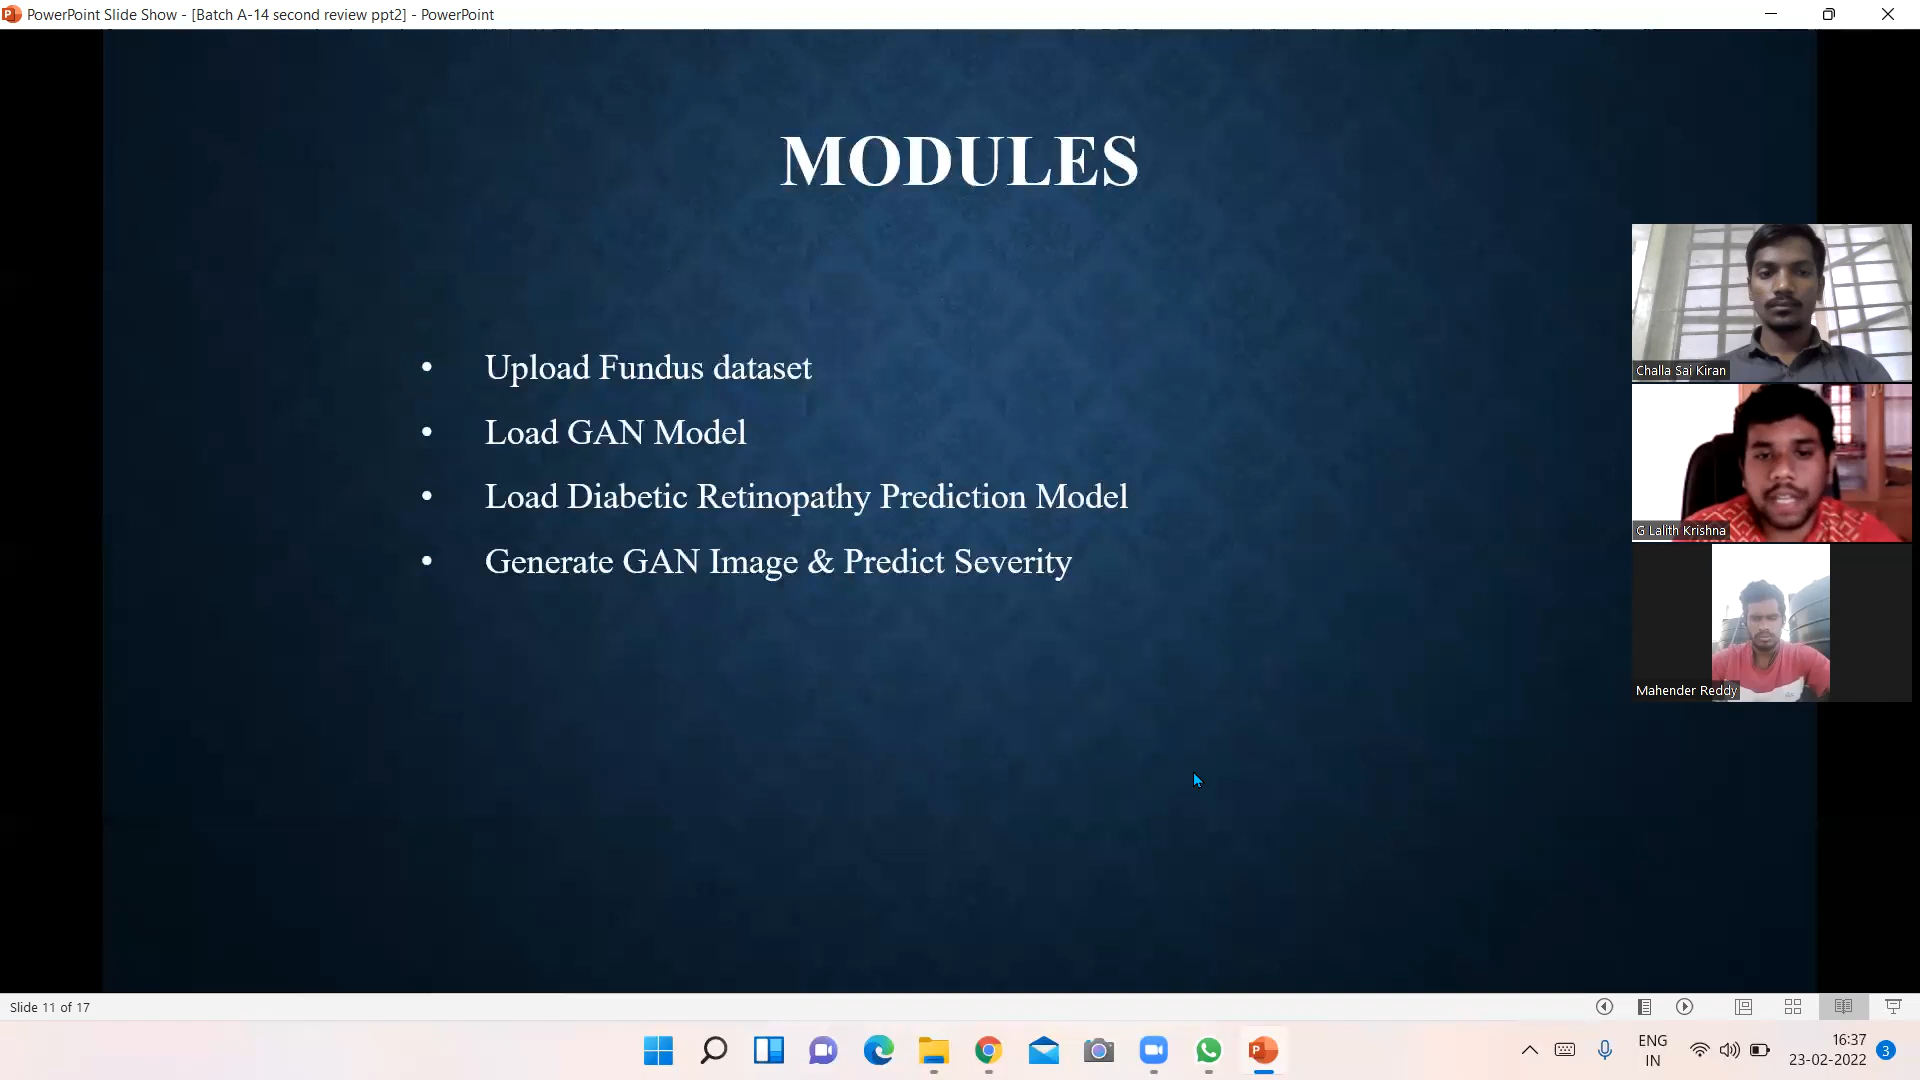 PowerPoint Slide Show - [Batch A-14 second review ppt2] - PowerPoint
MODULES
• Upload Fundus dataset
• Load GAN Model
• Load Diabetic Retinopathy Prediction Model
• Generate GAN Image & Predict Severity
Challa Sai Kiran
G Lalith Krishna
Mahender Reddy
Slide 11 of 17
ENG
IN
16:37
23-02-2022
3